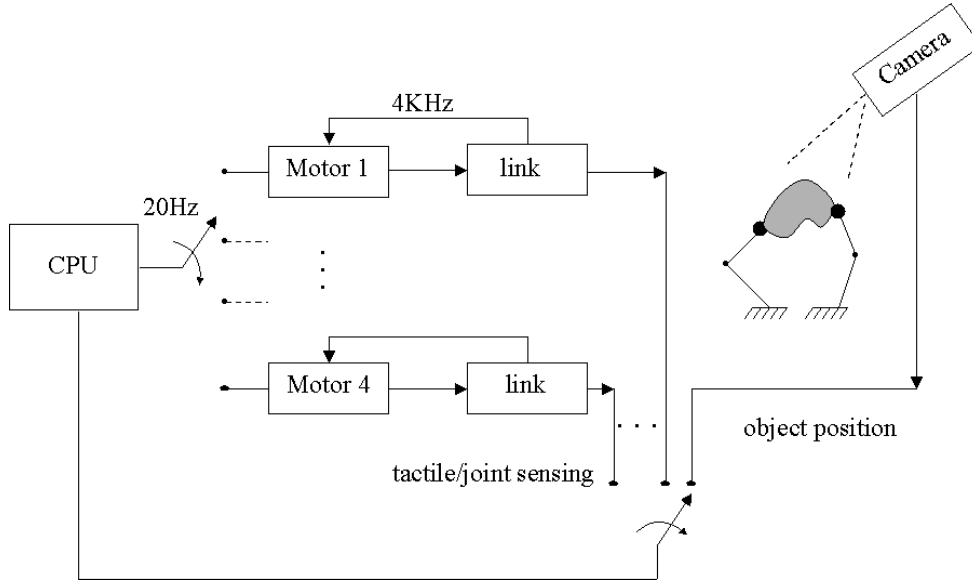 Camera
4KHz
Motor 1
link
20Hz
CPU
Motor 4
link
object position
tactile/joint sensing